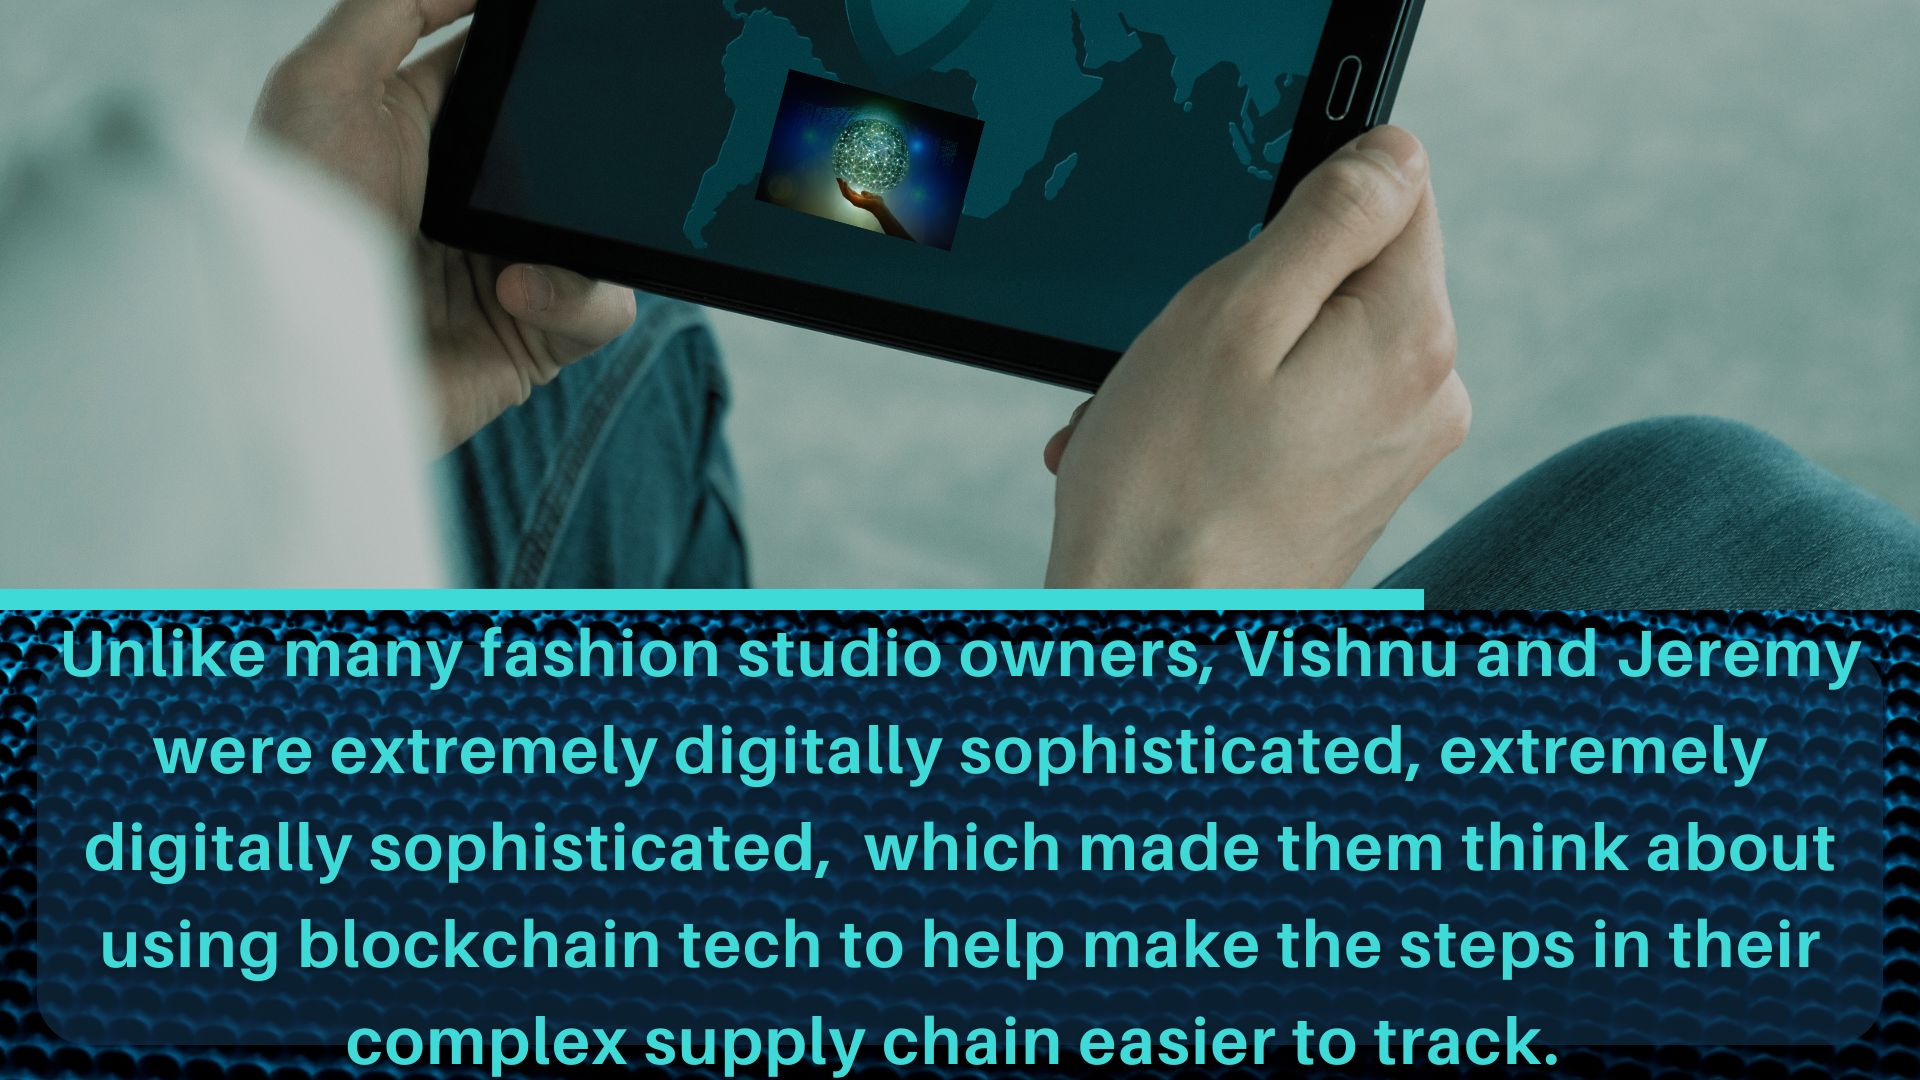 Unlike many fashion studio owners, Vishnu and Jeremy
were extremely digitally sophisticated, extremely
digitally sophisticated,  which made them think about
using blockchain tech to help make the steps in their
complex supply chain easier to track.